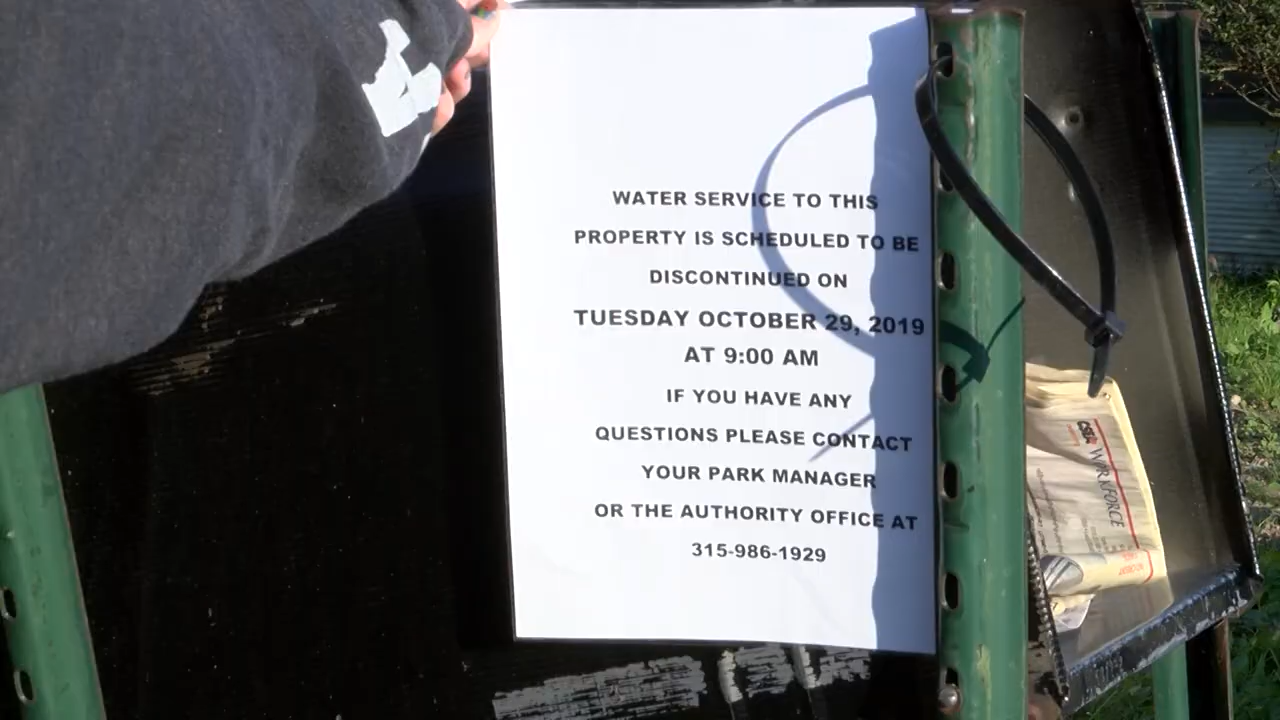 WATER SERVICE TO THIS
PROPERTY IS SCHEDULED TO BE
DISCONTINUED ON
TUESDAY OCTOBER 29, 2019
AT 9:00 AM
IF YOU HAVE ANY
QUESTIONS PLEASE CONTACT
YOUR PARK MANAGER
OR THE AUTHORITY OFFICE AT
315-986-1929
WORKFORCE